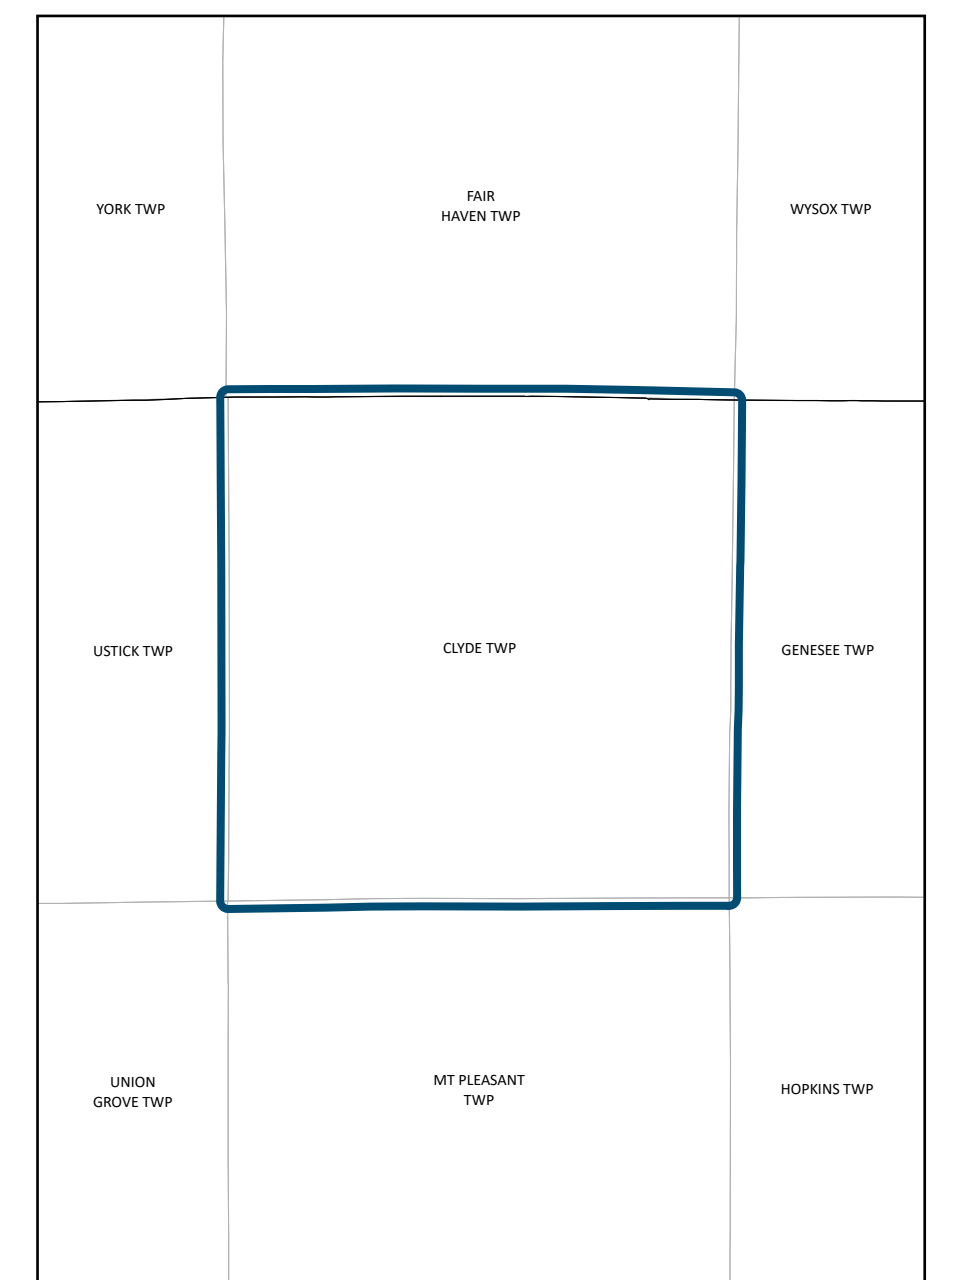 YORK TWP
FAIR
HAVEN TWP
WYSOX TWP
USTICK TWP
CLYDE TWP
GENESEE TWP
UNION
GROVE TWP
MT PLEASANT
TWP
HOPKINS TWP